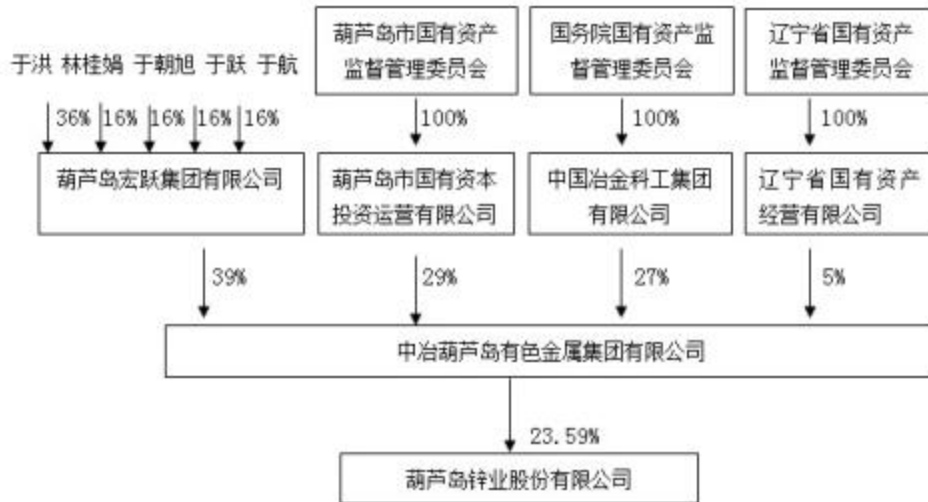 葫芦岛市国有资产
监督管理委员会
国务院国有资产监
督管理委员会
辽宁省国有资产
监督管理委员会
于洪 林桂娟 于朝旭 于跃 于航
36% 16% 16% 16% 16%
100%
100%
100%
葫芦岛宏跃集团有限公司
葫芦岛市国有资本
投资运营有限公司
中国冶金科工集团
有限公司
辽宁省国有资产
经营有限公司
39%
29%
27%
5%
中冶葫芦岛有色金属集团有限公司
23.59%
葫芦岛锌业股份有限公司